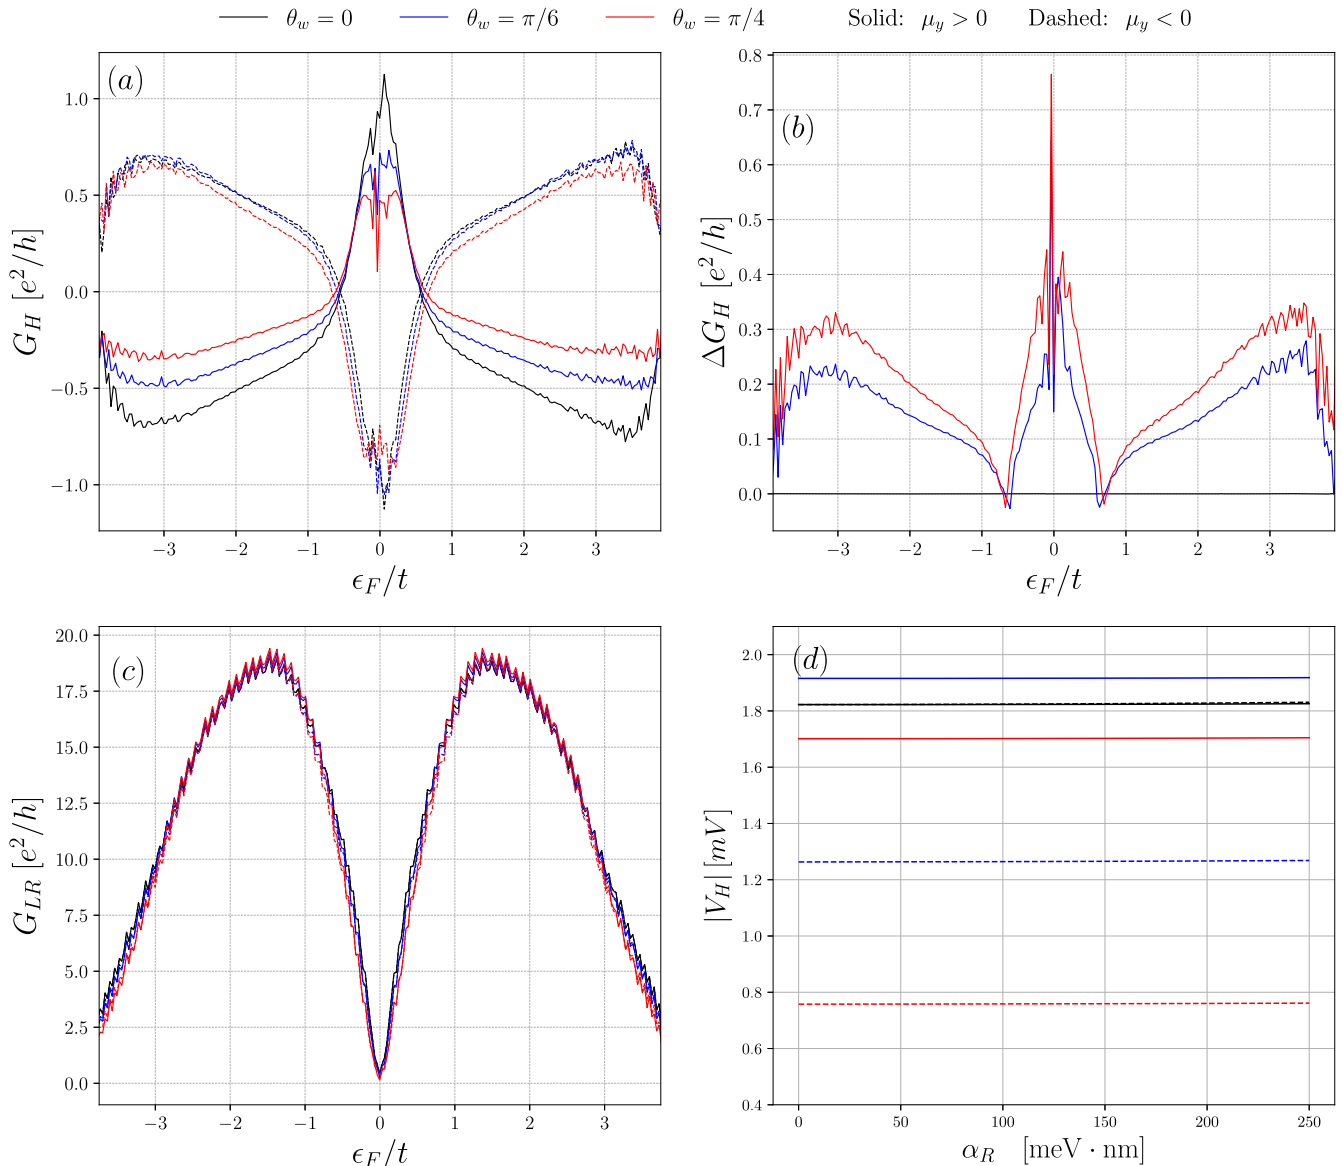 θ_w = 0 θ_w = π/6 θ_w = π/4 Solid: μ_y > 0 Dashed: μ_y < 0
(a)
G_H [e²/h]
1.0
0.5
0.0
−0.5
−1.0
−3 −2 −1 0 1 2 3
ϵ_F/t
(b)
ΔG_H [e²/h]
0.8
0.7
0.6
0.5
0.4
0.3
0.2
0.1
0.0
−3 −2 −1 0 1 2 3
ϵ_F/t
(c)
G_LR [e²/h]
20.0
17.5
15.0
12.5
10.0
7.5
5.0
2.5
0.0
−3 −2 −1 0 1 2 3
ϵ_F/t
(d)
|V_H| [mV]
2.0
1.8
1.6
1.4
1.2
1.0
0.8
0.6
0.4
0 50 100 150 200 250
α_R [meV · nm]